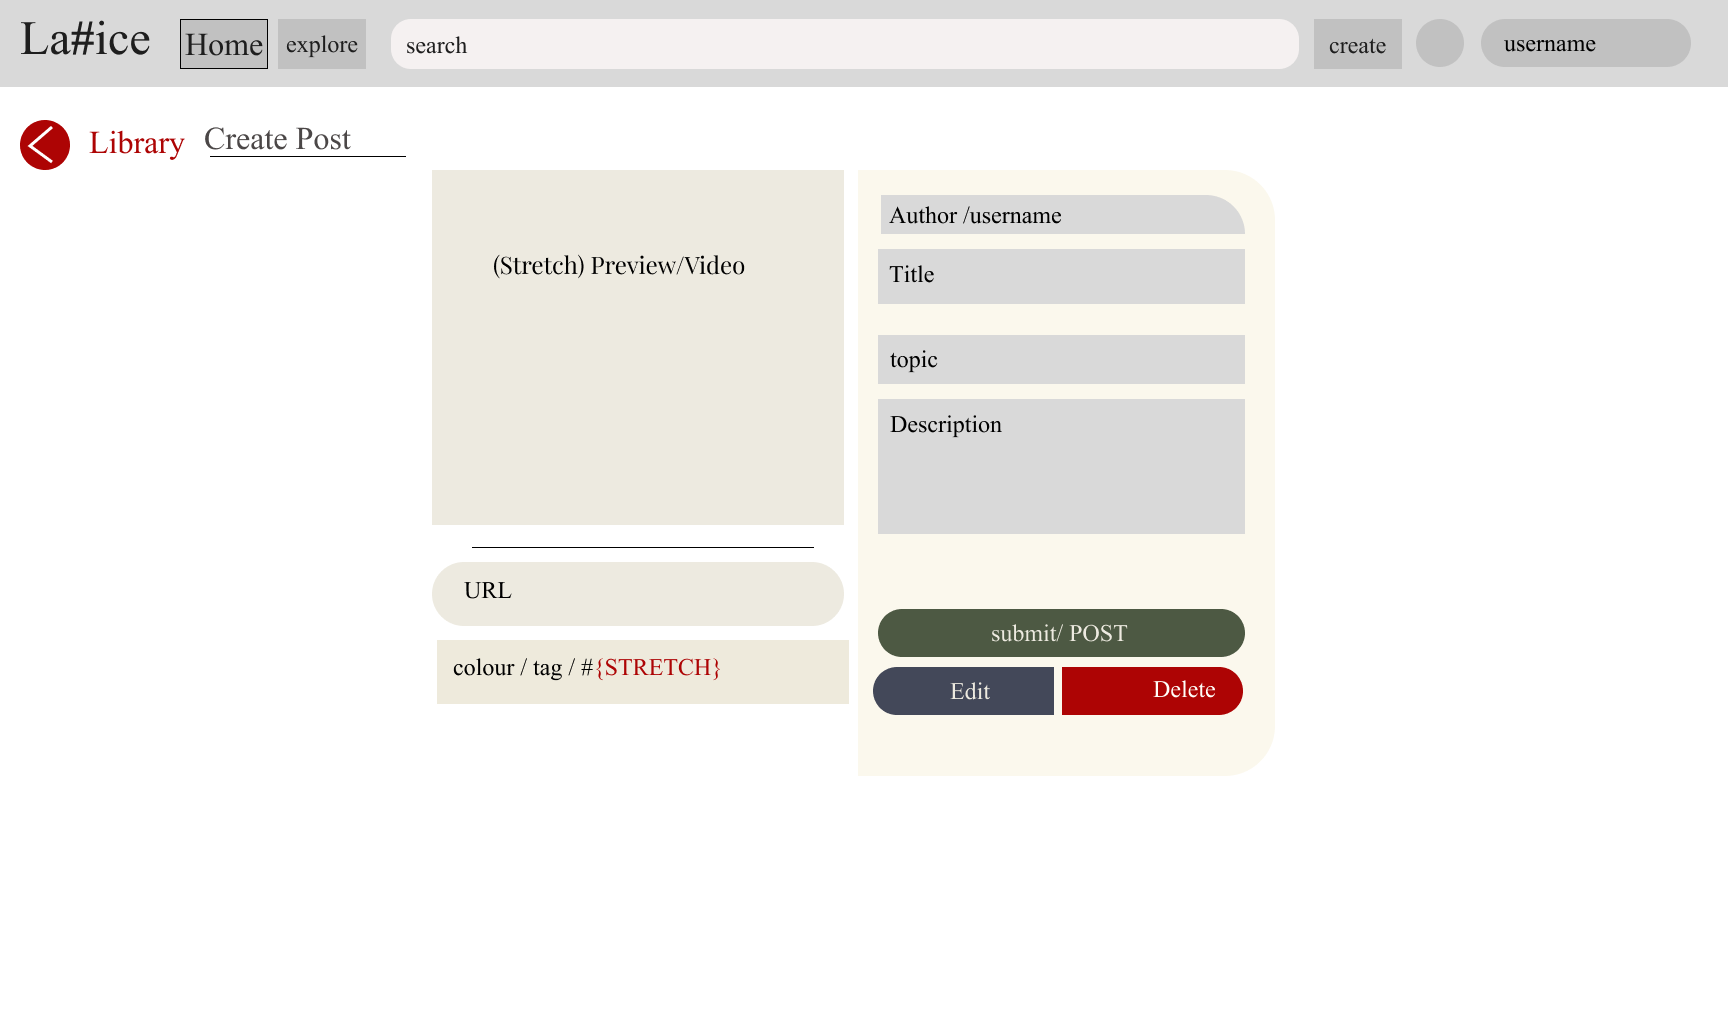 La#ice
Home
explore
search
create
username
Library
Create Post
(Stretch) Preview/Video
URL
colour / tag / #{STRETCH}
Author /username
Title
topic
Description
submit/ POST
Edit
Delete